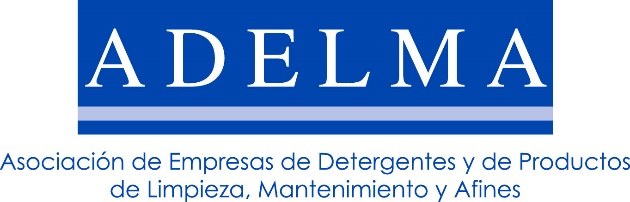 ADELMA
Asociación de Empresas de Detergentes y de Productos
de Limpieza, Mantenimiento y Afines